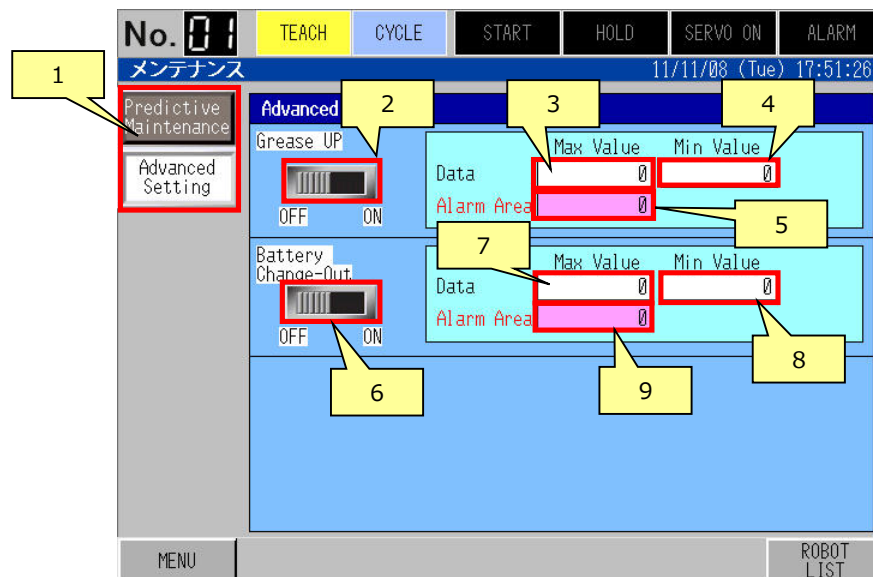 No. 01 TEACH CYCLE START HOLD SERVO ON ALARM
メンテナンス 11/11/08 (Tue) 17:51:26
1
Predictive
Maintenance
Advanced
Setting
Advanced
2
3
4
Grease UP
OFF ON
Max Value Min Value
Data 0 0
Alarm Area 0
5
Battery
Change-Out
OFF ON
7
Max Value Min Value
Data 0 0
Alarm Area 0
6
9
8
MENU
ROBOT
LIST